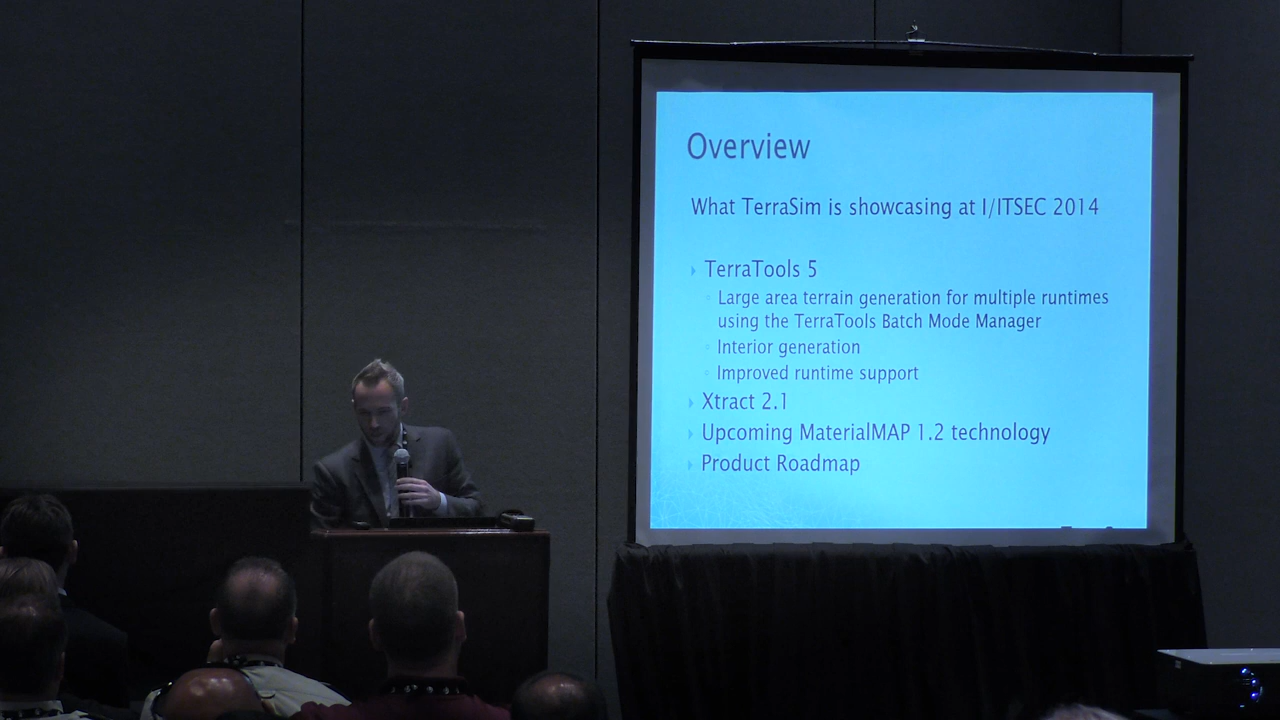 Overview
What TerraSim is showcasing at I/ITSEC 2014
TerraTools 5
Large area terrain generation for multiple runtimes
using the TerraTools Batch Mode Manager
Interior generation
Improved runtime support
Xtract 2.1
Upcoming MaterialMAP 1.2 technology
Product Roadmap